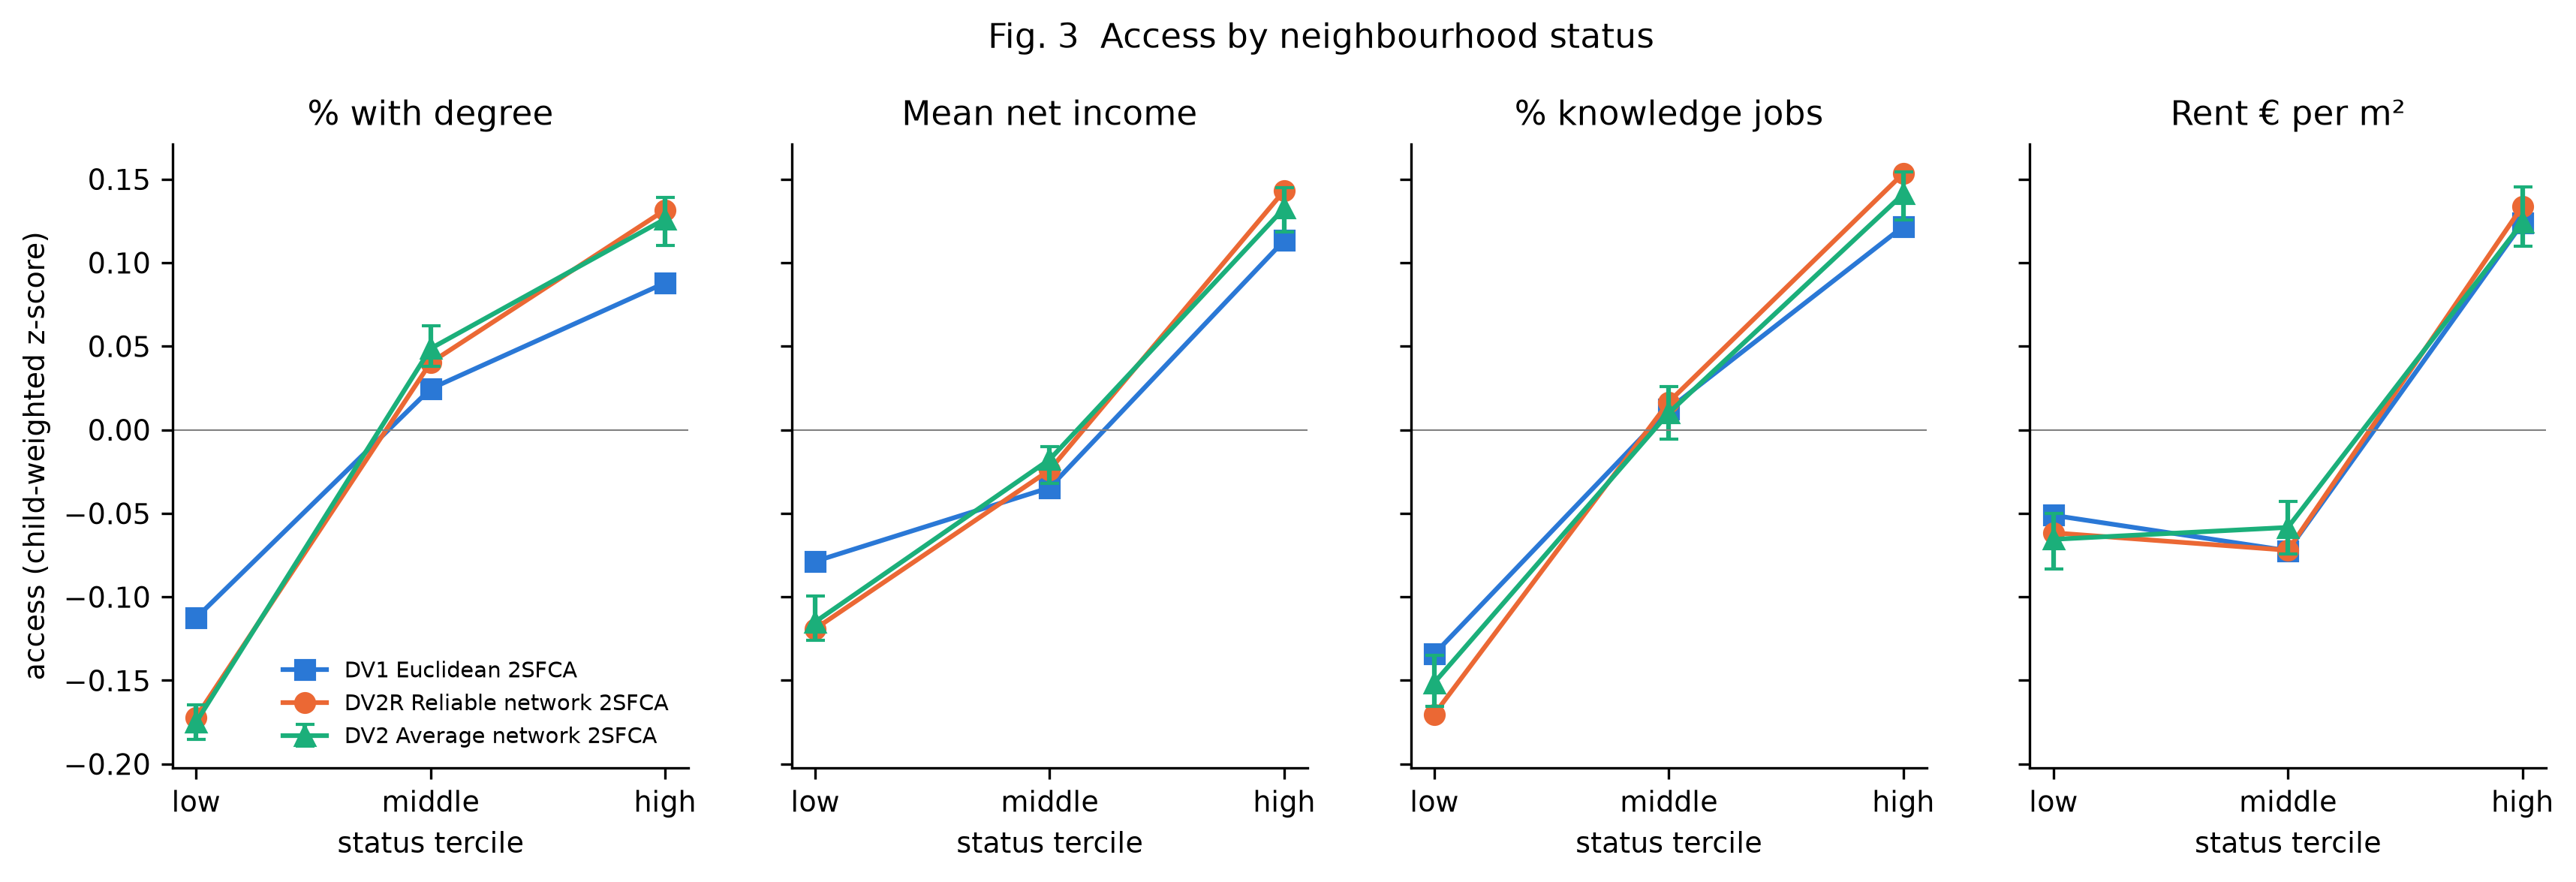 Fig. 3  Access by neighbourhood status
% with degree
Mean net income
% knowledge jobs
Rent € per m²
access (child-weighted z-score)
0.15
0.10
0.05
0.00
−0.05
−0.10
−0.15
−0.20
DV1 Euclidean 2SFCA
DV2R Reliable network 2SFCA
DV2 Average network 2SFCA
low middle high
status tercile
low middle high
status tercile
low middle high
status tercile
low middle high
status tercile